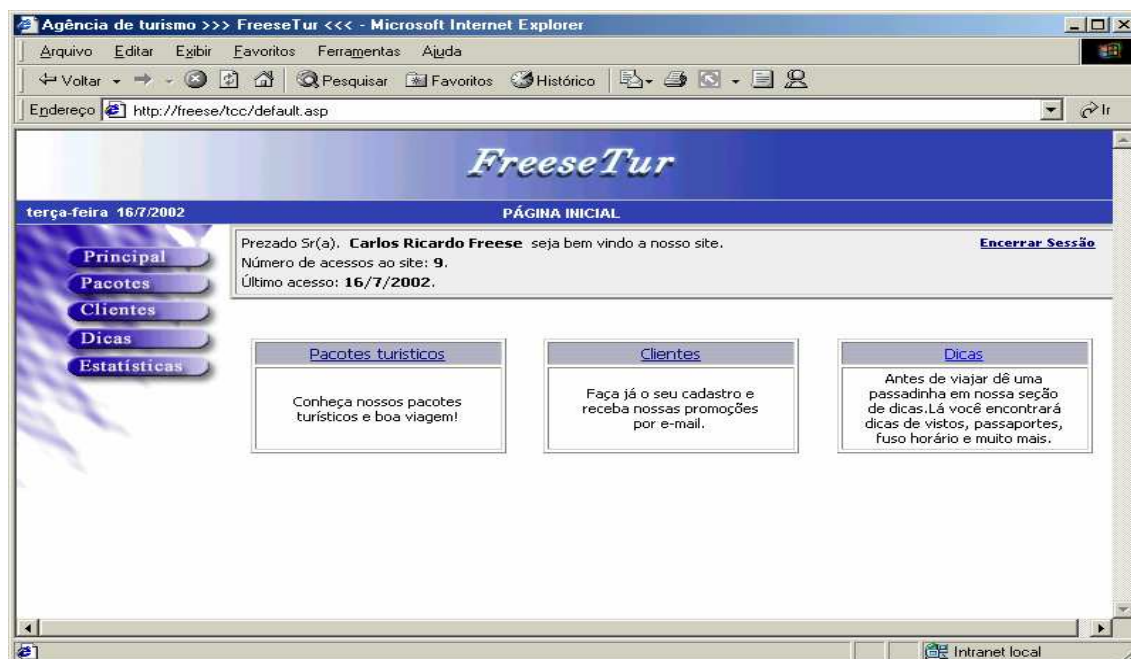 Agência de turismo >>> FreeseTur <<< - Microsoft Internet Explorer
Arquivo Editar Exibir Favoritos Ferramentas Ajuda
Voltar Pesquisar Favoritos Histórico
Endereço http://freese/tcc/default.asp Ir
FreeseTur
terça-feira 16/7/2002 PÁGINA INICIAL
Principal
Pacotes
Clientes
Dicas
Estatísticas
Prezado Sr(a). Carlos Ricardo Freese seja bem vindo a nosso site. Encerrar Sessão
Número de acessos ao site: 9.
Último acesso: 16/7/2002.
Pacotes turisticos
Conheça nossos pacotes
turísticos e boa viagem!
Clientes
Faça já o seu cadastro e
receba nossas promoções
por e-mail.
Dicas
Antes de viajar dê uma
passadinha em nossa seção
de dicas.Lá você encontrará
dicas de vistos, passaportes,
fuso horário e muito mais.
Intranet local